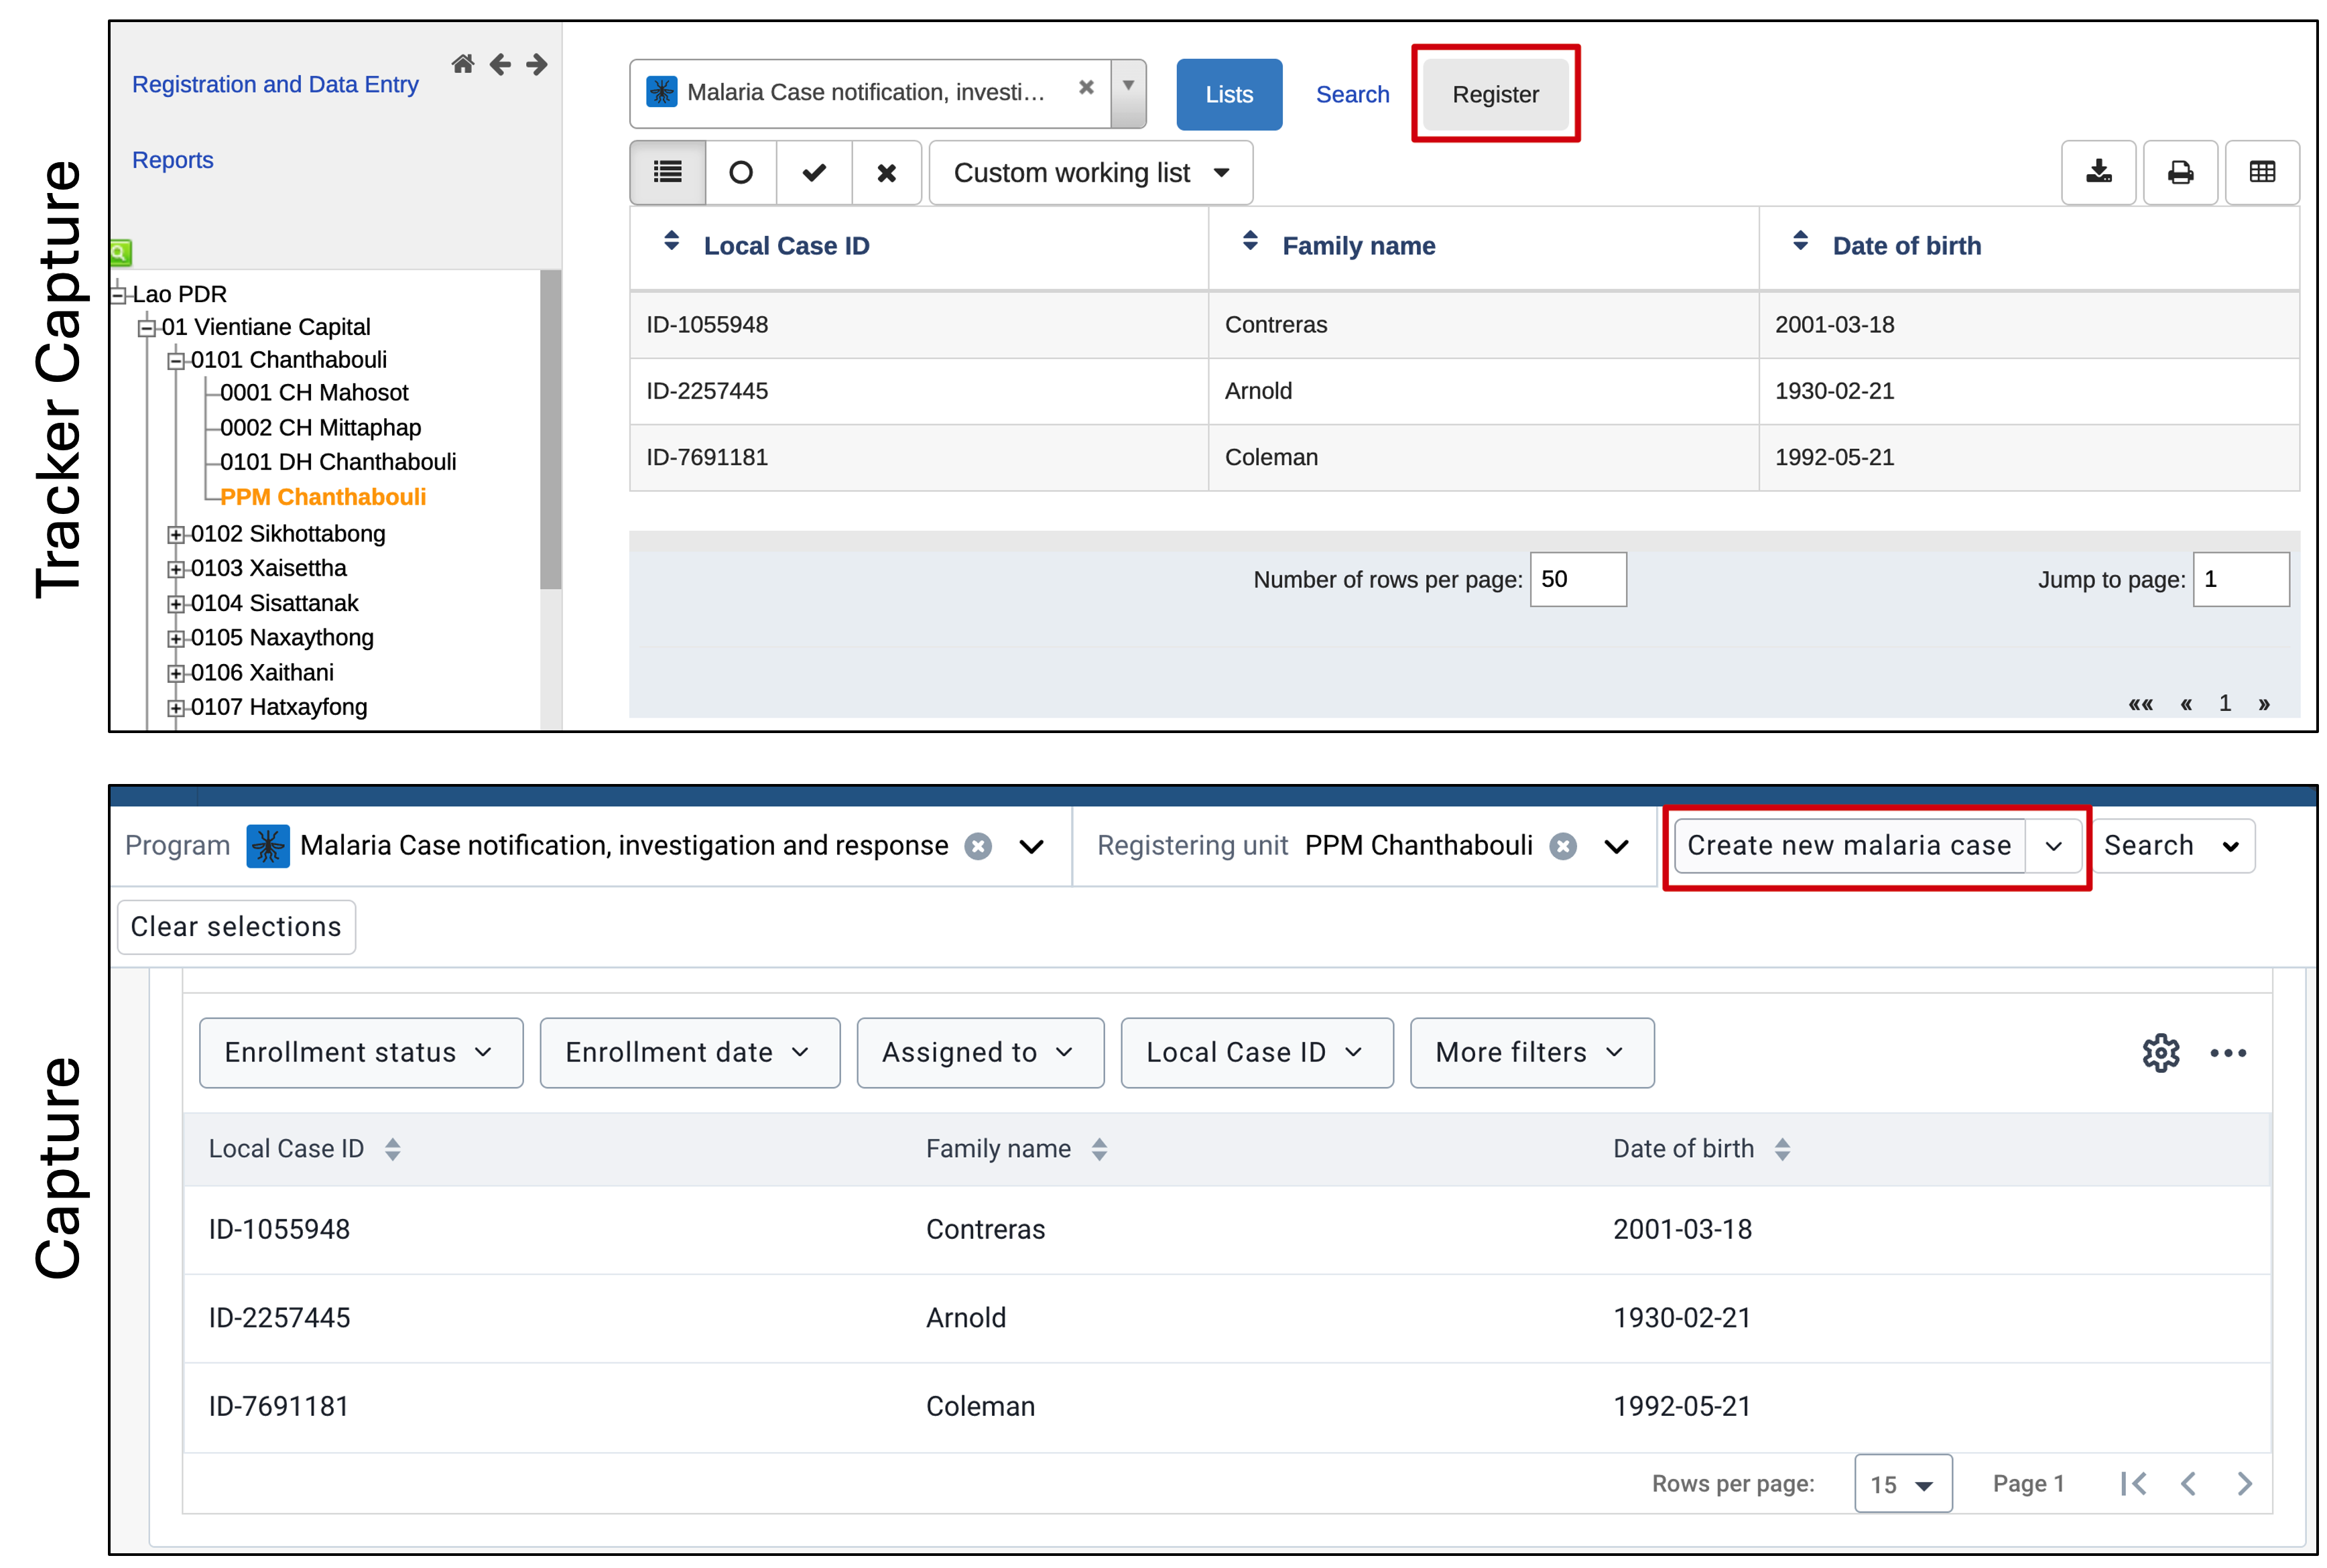 Tracker Capture
Registration and Data Entry
Reports
Lao PDR
01 Vientiane Capital
0101 Chanthabouli
0001 CH Mahosot
0002 CH Mittaphap
0101 DH Chanthabouli
PPM Chanthabouli
0102 Sikhottabong
0103 Xaisettha
0104 Sisattanak
0105 Naxaythong
0106 Xaithani
0107 Hatxayfong
Malaria Case notification, investi... Lists Search Register
Custom working list
Local Case ID Family name Date of birth
ID-1055948 Contreras 2001-03-18
ID-2257445 Arnold 1930-02-21
ID-7691181 Coleman 1992-05-21
Number of rows per page: 50 Jump to page: 1
«« « 1 »
Capture
Program Malaria Case notification, investigation and response Registering unit PPM Chanthabouli Create new malaria case Search
Clear selections
Enrollment status Enrollment date Assigned to Local Case ID More filters
Local Case ID Family name Date of birth
ID-1055948 Contreras 2001-03-18
ID-2257445 Arnold 1930-02-21
ID-7691181 Coleman 1992-05-21
Rows per page: 15 Page 1